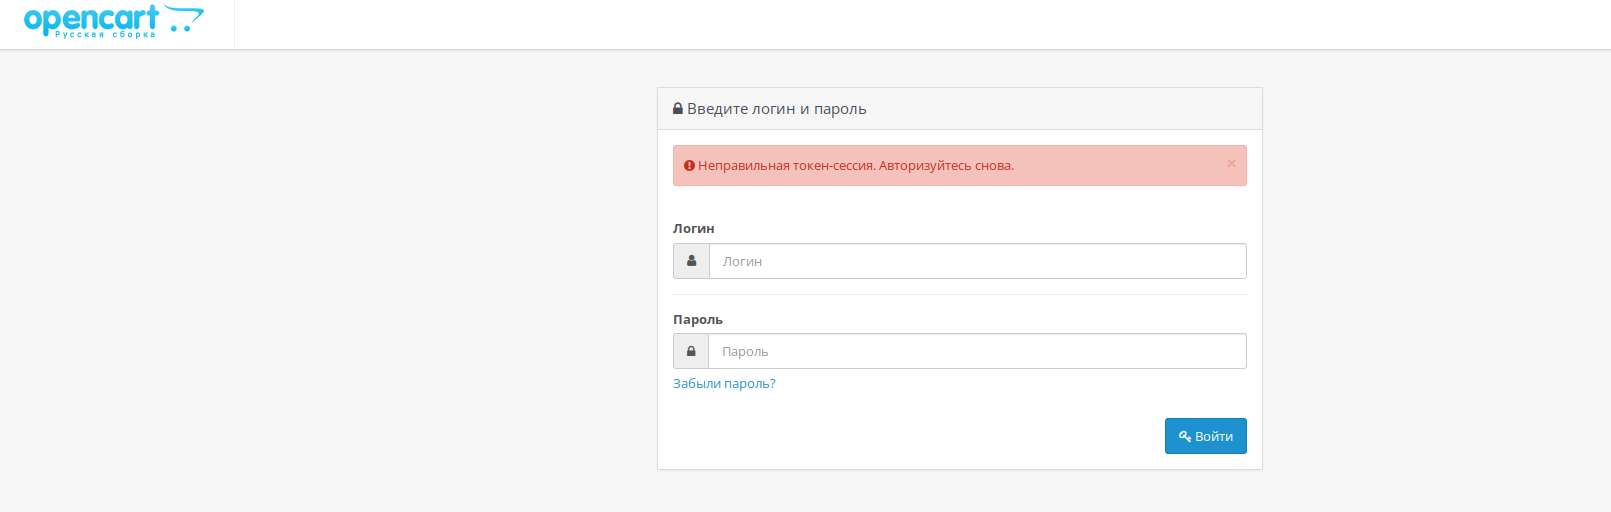 opencart
Русская сборка
Введите логин и пароль
Неправильная токен-сессия. Авторизуйтесь снова.
×
Логин
Логин
Пароль
Пароль
Забыли пароль?
Войти